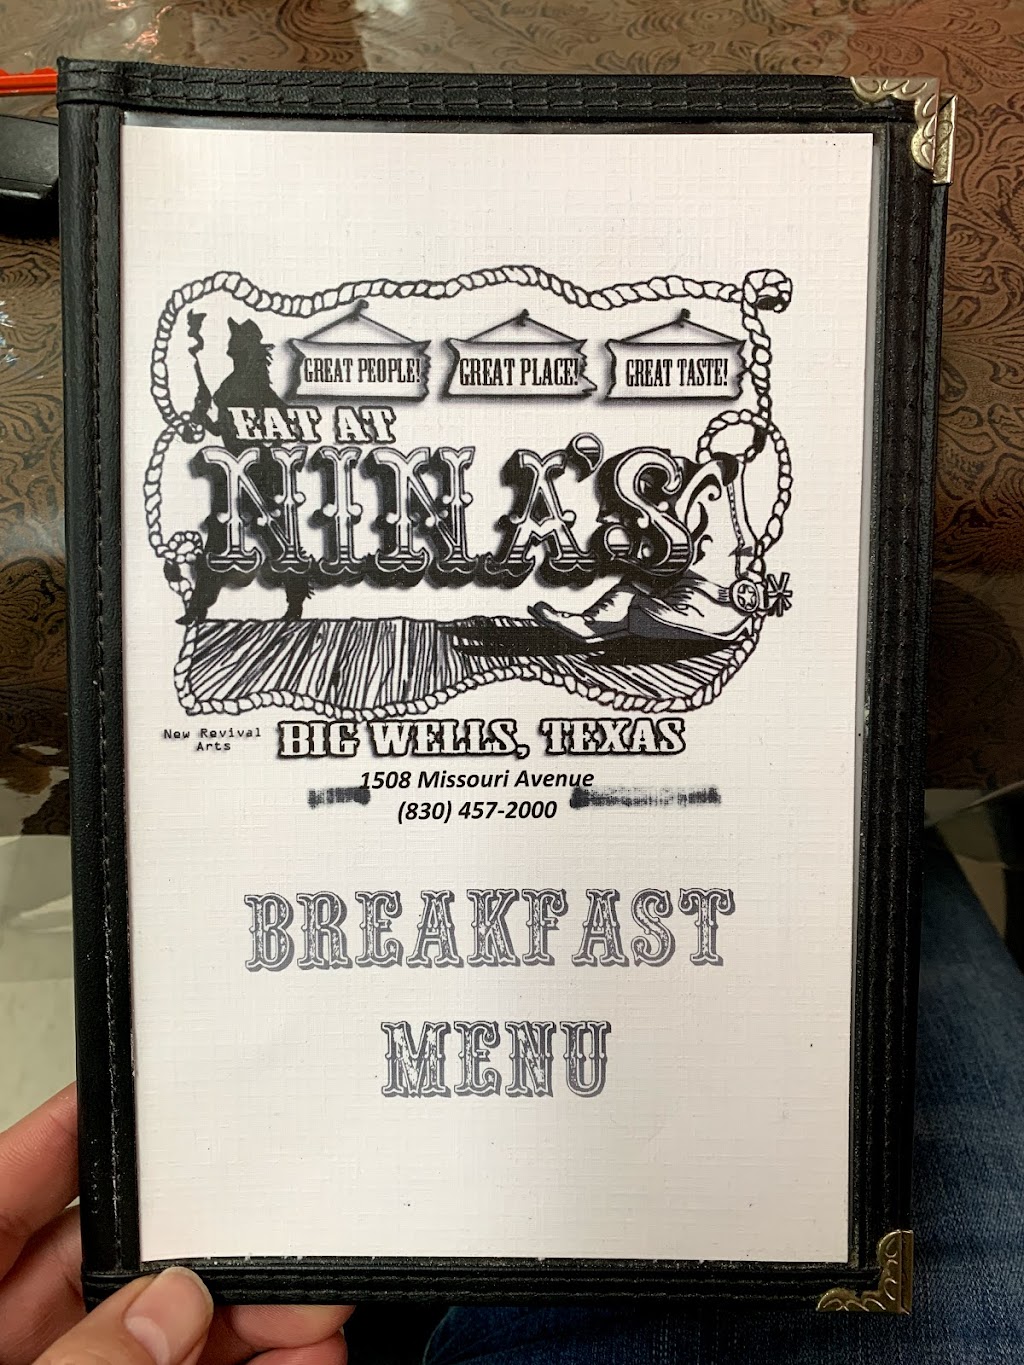 GREAT PEOPLE! GREAT PLACE! GREAT TASTE!
EAT AT
NINA'S
New Revival
Arts
BIG WELLS, TEXAS
1508 Missouri Avenue
(830) 457-2000
BREAKFAST
MENU